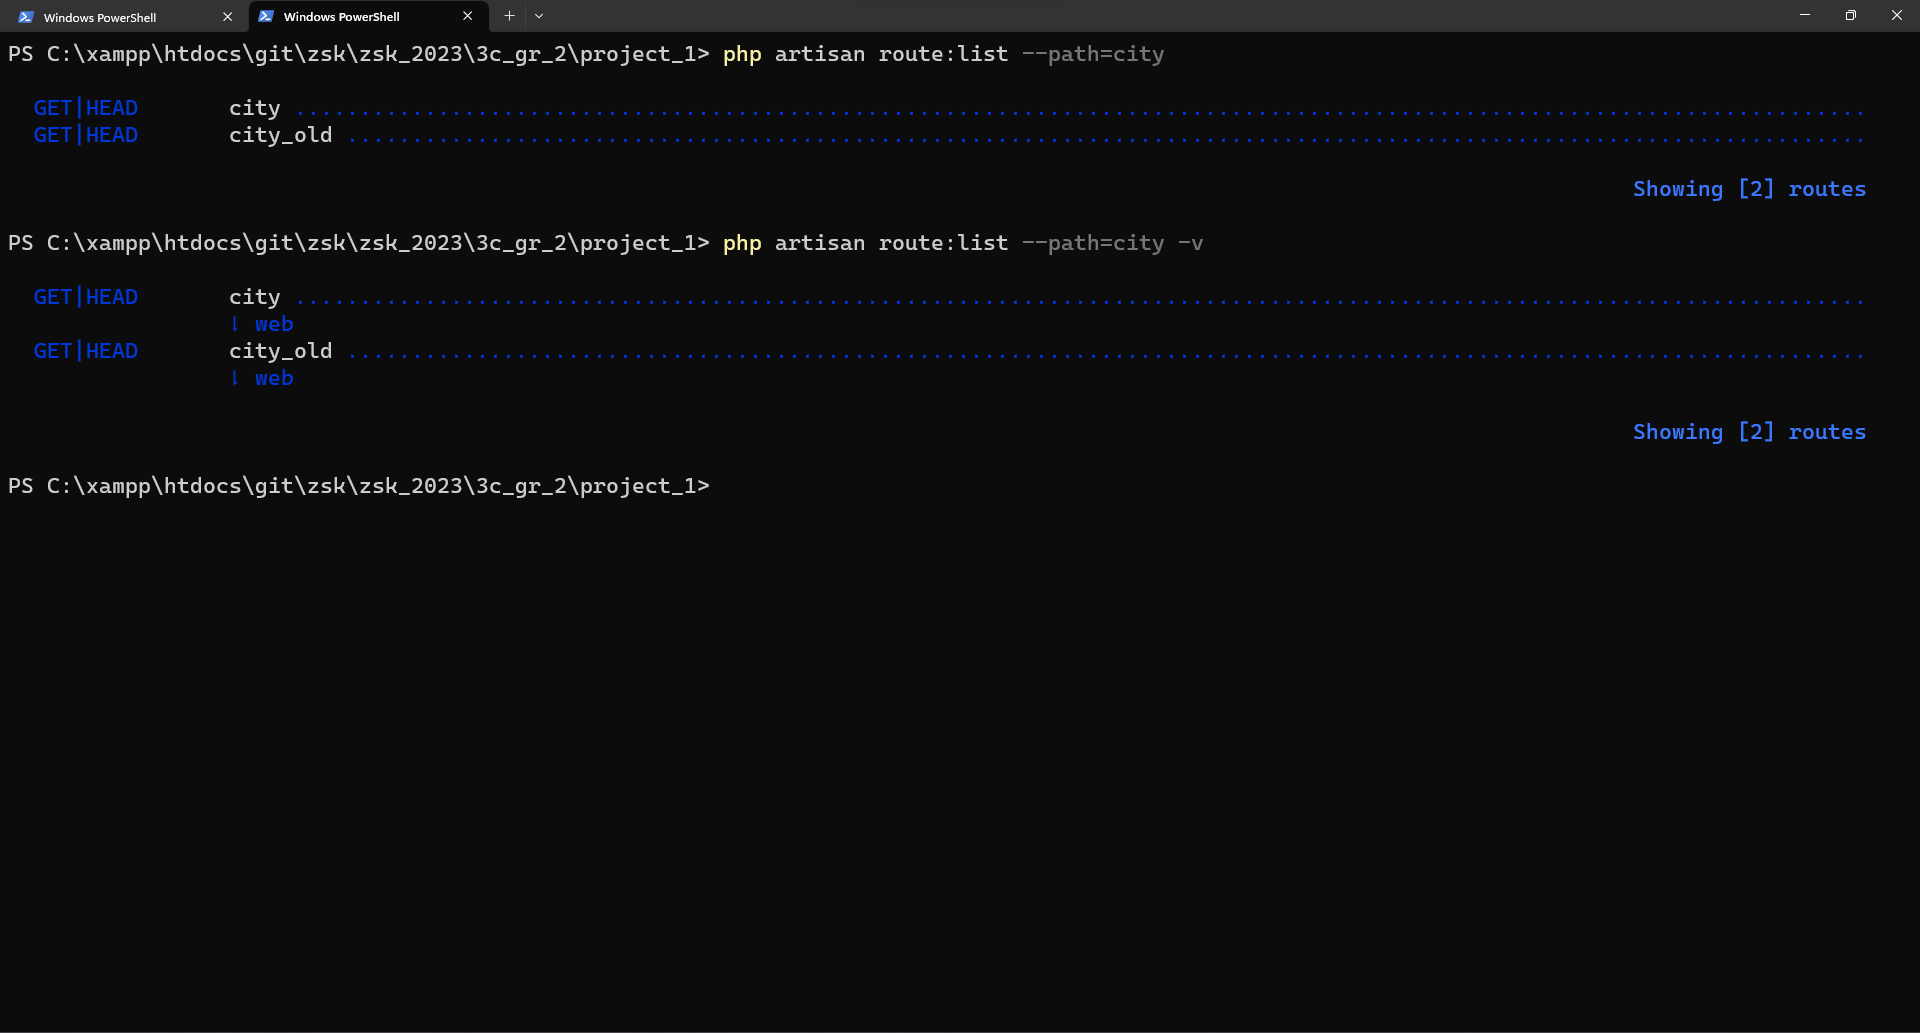 Windows PowerShell
Windows PowerShell
PS C:\xampp\htdocs\git\zsk\zsk_2023\3c_gr_2\project_1> php artisan route:list --path=city
GET|HEAD city ........................................................................................................................
GET|HEAD city_old ....................................................................................................................
Showing [2] routes
PS C:\xampp\htdocs\git\zsk\zsk_2023\3c_gr_2\project_1> php artisan route:list --path=city -v
GET|HEAD city ........................................................................................................................
⇂ web
GET|HEAD city_old ....................................................................................................................
⇂ web
Showing [2] routes
PS C:\xampp\htdocs\git\zsk\zsk_2023\3c_gr_2\project_1>